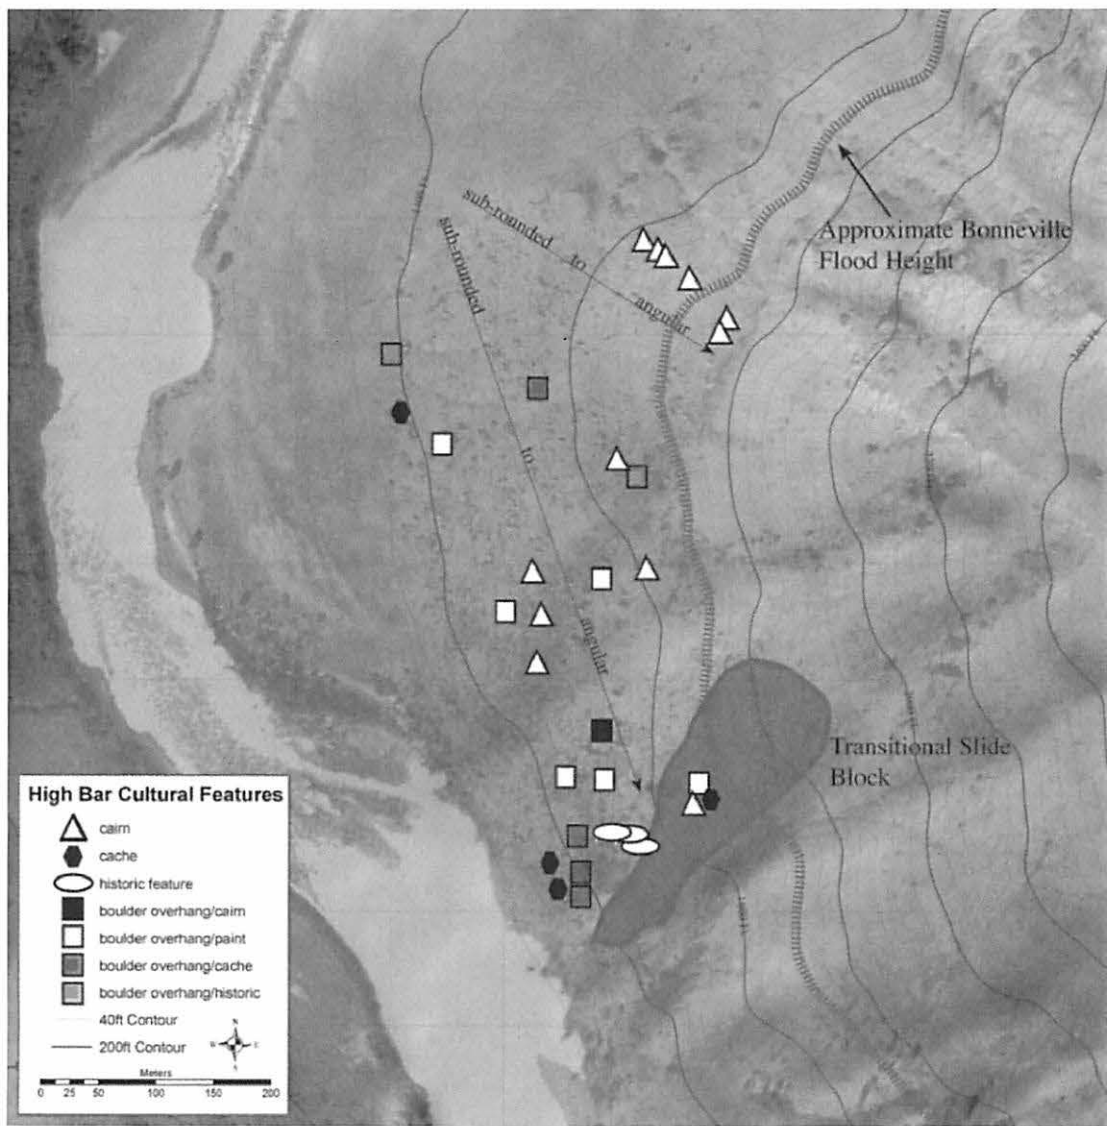 sub-rounded to angular
sub-rounded to angular
Approximate Bonneville
Flood Height
Transitional Slide
Block
High Bar Cultural Features
cairn
cache
historic feature
boulder overhang/cairn
boulder overhang/paint
boulder overhang/cache
boulder overhang/historic
40ft Contour
200ft Contour
N
W E
S
Meters
0 25 50 100 150 200